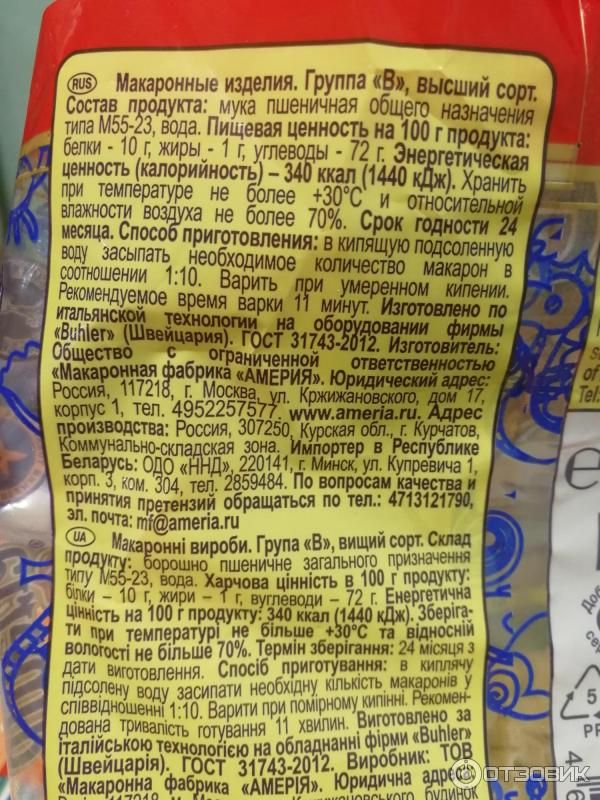 RUS Макаронные изделия. Группа «В», высший сорт.
Состав продукта: мука пшеничная общего назначения
типа М55-23, вода. Пищевая ценность на 100 г продукта:
белки - 10 г, жиры - 1 г, углеводы - 72 г. Энергетическая
ценность (калорийность) – 340 ккал (1440 кДж). Хранить
при температуре не более +30°С и относительной
влажности воздуха не более 70%. Срок годности 24
месяца. Способ приготовления: в кипящую подсоленную
воду засыпать необходимое количество макарон в
соотношении 1:10. Варить при умеренном кипении.
Рекомендуемое время варки 11 минут. Изготовлено по
итальянской технологии на оборудовании фирмы
«Buhler» (Швейцария). ГОСТ 31743-2012. Изготовитель:
Общество с ограниченной ответственностью
«Макаронная фабрика «АМЕРИЯ». Юридический адрес:
Россия, 117218, г. Москва, ул. Кржижановского, дом 17,
корпус 1, тел. 4952257577. www.ameria.ru. Адрес
производства: Россия, 307250, Курская обл., г. Курчатов,
Коммунально-складская зона. Импортер в Республике
Беларусь: ОДО «ННД», 220141, г. Минск, ул. Купревича 1,
корп. 3, ком. 304, тел. 2859484. По вопросам качества и
принятия претензий обращаться по тел.: 4713121790,
эл. почта: mf@ameria.ru
UA Макаронні вироби. Група «В», вищий сорт. Склад
продукту: борошно пшеничне загального призначення
типу М55-23, вода. Харчова цінність в 100 г продукту:
білки – 10 г, жири – 1 г, вуглеводи – 72 г. Енергетична
цінність на 100 г продукту: 340 ккал (1440 кДж). Зберіга-
ти при температурі не більше +30°С та відносній
вологості не більше 70%. Термін зберігання: 24 місяця з
дати виготовлення. Спосіб приготування: в киплячу
підсолену воду засипати необхідну кількість макаронів у
співвідношенні 1:10. Варити при помірному кипінні. Рекомен-
дована тривалість готування 11 хвилин. Виготовлено за
італійською технологією на обладнанні фірми «Buhler»
(Швейцарія). ГОСТ 31743-2012. Виробник: ТОВ
«Макаронна фабрика «АМЕРІЯ». Юридична адреса:
of
Tel.
e
5
PP
ОТЗОВИК